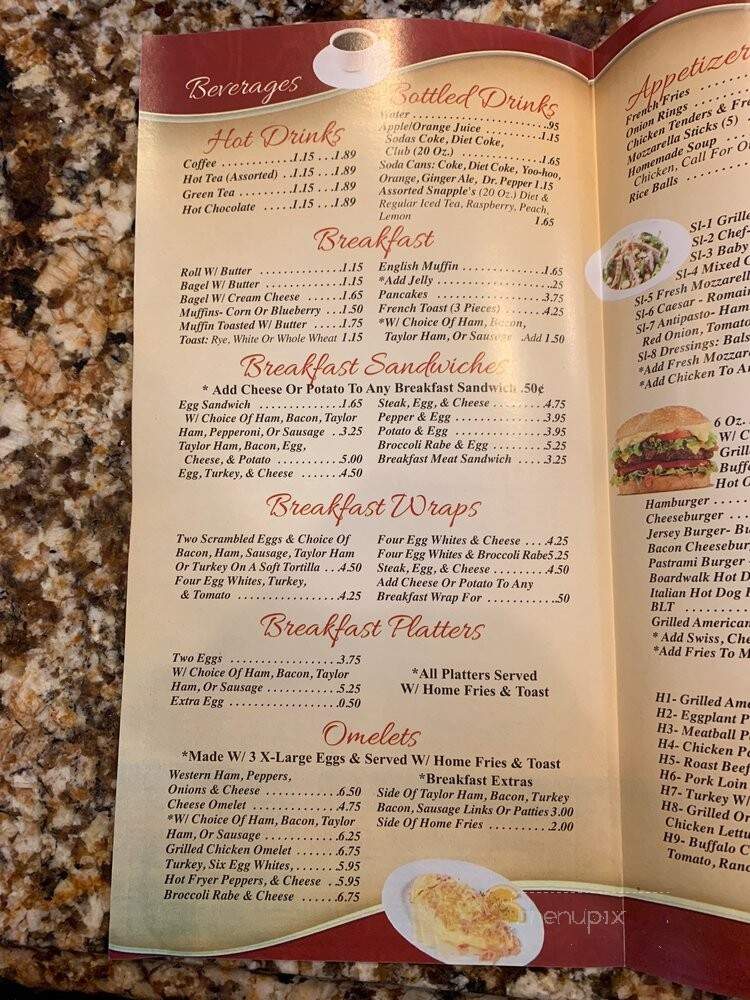 Beverages
Hot Drinks
Coffee ..........1.15 ...1.89
Hot Tea (Assorted) ..1.15 ...1.89
Green Tea ........1.15 ...1.89
Hot Chocolate .....1.15 ...1.89
Bottled Drinks
Water ....................95
Apple/Orange Juice ............1.15
Sodas Coke, Diet Coke,
Club (20 Oz.) ..............1.65
Soda Cans: Coke, Diet Coke, Yoo-hoo,
Orange, Ginger Ale, Dr. Pepper 1.15
Assorted Snapple's (20 Oz.) Diet &
Regular Iced Tea, Raspberry, Peach,
Lemon 1.65
Breakfast
Roll W/ Butter ..............1.15
Bagel W/ Butter .............1.15
Bagel W/ Cream Cheese ......1.65
Muffins- Corn Or Blueberry ...1.50
Muffin Toasted W/ Butter .....1.75
Toast: Rye, White Or Whole Wheat 1.15
English Muffin ..............1.65
*Add Jelly ...................25
Pancakes ...................3.75
French Toast (3 Pieces) .......4.25
*W/ Choice Of Ham, Bacon,
Taylor Ham, Or Sausage ..Add 1.50
Breakfast Sandwiches
* Add Cheese Or Potato To Any Breakfast Sandwich .50¢
Egg Sandwich ..............1.65
W/ Choice Of Ham, Bacon, Taylor
Ham, Pepperoni, Or Sausage ..3.25
Taylor Ham, Bacon, Egg,
Cheese, & Potato ............5.00
Egg, Turkey, & Cheese .......4.50
Steak, Egg, & Cheese .........4.75
Pepper & Egg ..............3.95
Potato & Egg ...............3.95
Broccoli Rabe & Egg .........5.25
Breakfast Meat Sandwich .....3.25
Breakfast Wraps
Two Scrambled Eggs & Choice Of
Bacon, Ham, Sausage, Taylor Ham
Or Turkey On A Soft Tortilla ...4.50
Four Egg Whites, Turkey,
& Tomato .................4.25
Four Egg Whites & Cheese ....4.25
Four Egg Whites & Broccoli Rabe5.25
Steak, Egg, & Cheese .........4.50
Add Cheese Or Potato To Any
Breakfast Wrap For ...........50
Breakfast Platters
Two Eggs ..................3.75
W/ Choice Of Ham, Bacon, Taylor
Ham, Or Sausage ............5.25
Extra Egg .................0.50
*All Platters Served
W/ Home Fries & Toast
Omelets
*Made W/ 3 X-Large Eggs & Served W/ Home Fries & Toast
Western Ham, Peppers,
Onions & Cheese ............6.50
Cheese Omelet ..............4.75
*W/ Choice Of Ham, Bacon, Taylor
Ham, Or Sausage ............6.25
Grilled Chicken Omelet .......6.75
Turkey, Six Egg Whites, .......5.95
Hot Fryer Peppers, & Cheese ..5.95
Broccoli Rabe & Cheese ......6.75
*Breakfast Extras
Side Of Taylor Ham, Bacon, Turkey
Bacon, Sausage Links Or Patties 3.00
Side Of Home Fries ..........2.00
menupix
Appetizer
French Fries
Onion Rings
Chicken Tenders & Fr
Mozzarella Sticks (5)
Homemade Soup
Chicken, Call For O
Rice Balls
Sl-1 Grille
Sl-2 Chef-
Sl-3 Baby
Sl-4 Mixed
Sl-5 Fresh Mozzarell
Sl-6 Caesar - Romain
Sl-7 Antipasto- Ham
Red Onion, Tomato
Sl-8 Dressings: Bals
*Add Fresh Mozzar
*Add Chicken To A
6 Oz.
W/ C
Grill
Buff
Hot O
Hamburger
Cheeseburger
Jersey Burger- Bu
Bacon Cheesebur
Pastrami Burger
Boardwalk Hot D
Italian Hot Dog
BLT
Grilled American
* Add Swiss, Che
*Add Fries To M
H1- Grilled Ame
H2- Eggplant P
H3- Meatball P
H4- Chicken Pa
H5- Roast Beef
H6- Pork Loin
H7- Turkey W/
H8- Grilled Or
Chicken Lettu
H9- Buffalo C
Tomato, Ranc